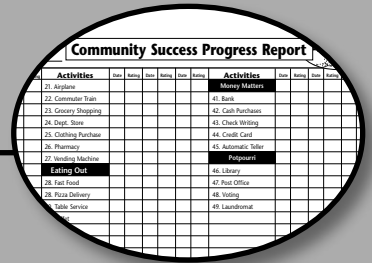 Community Success Progress Report
Activities Date Rating Date Rating Date Rating Activities Date Rating Date Rating Date
21. Airplane
22. Commuter Train
23. Grocery Shopping
24. Dept. Store
25. Clothing Purchase
26. Pharmacy
27. Vending Machine
Eating Out
28. Fast Food
28. Pizza Delivery
Table Service
Money Matters
41. Bank
42. Cash Purchases
43. Check Writing
44. Credit Card
45. Automatic Teller
Potpourri
46. Library
47. Post Office
48. Voting
49. Laundromat